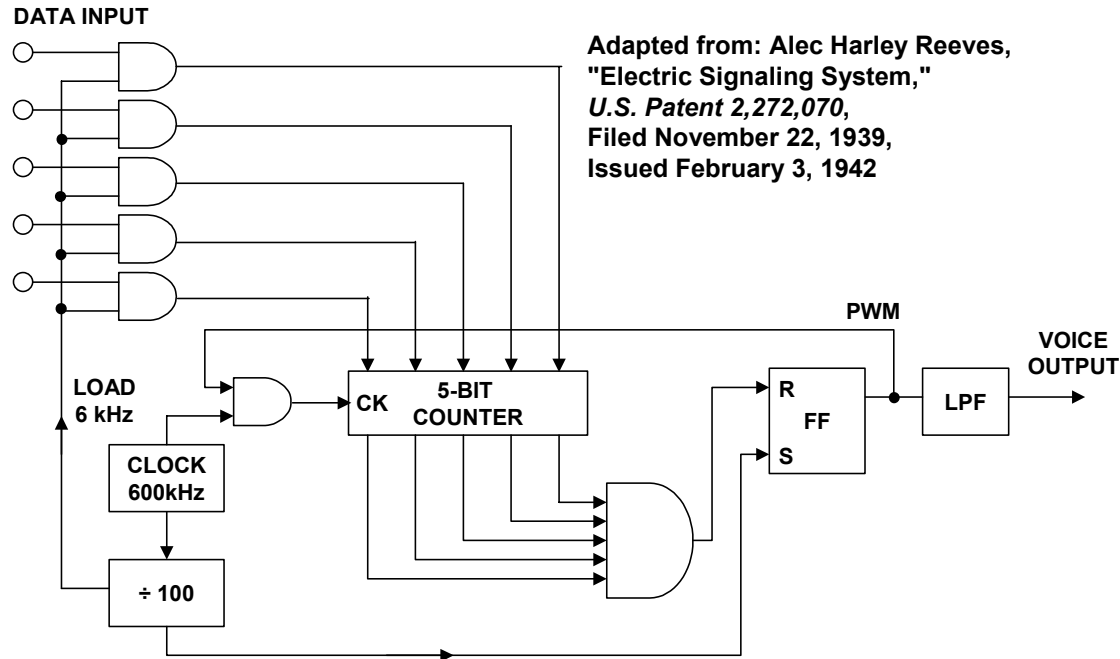 DATA INPUT
Adapted from: Alec Harley Reeves,
"Electric Signaling System,"
U.S. Patent 2,272,070,
Filed November 22, 1939,
Issued February 3, 1942
PWM
VOICE
OUTPUT
LOAD
6 kHz
CK
5-BIT
COUNTER
R
FF
S
LPF
CLOCK
600kHz
÷ 100